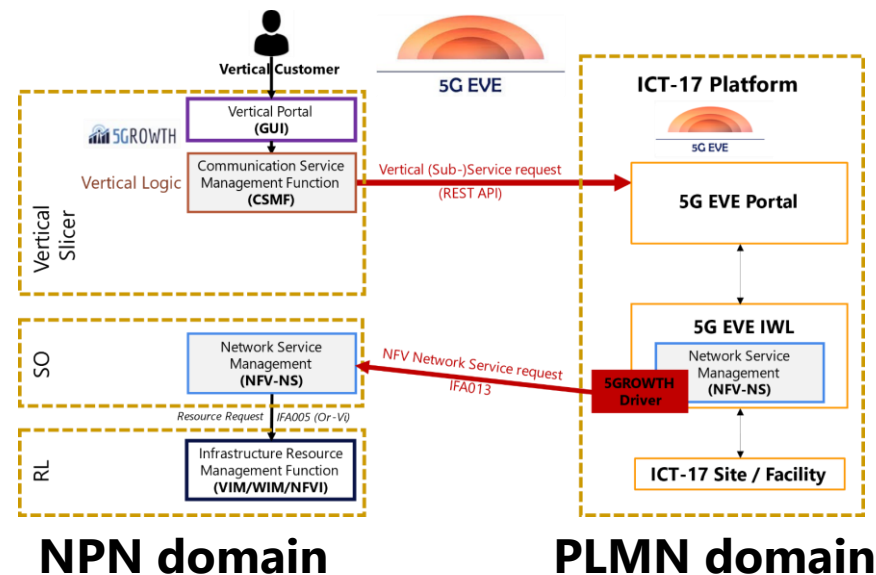 Vertical Customer
5G EVE
ICT-17 Platform
5G EVE
5GROWTH
Vertical Portal
(GUI)
Vertical Logic
Communication Service
Management Function
(CSMF)
Vertical
Slicer
Vertical (Sub-)Service request
(REST API)
5G EVE Portal
5G EVE IWL
Network Service
Management
(NFV-NS)
5GROWTH
Driver
NFV Network Service request
IFA013
SO
Network Service
Management
(NFV-NS)
Resource Request
IFA005 (Or-Vi)
RL
Infrastructure Resource
Management Function
(VIM/WIM/NFVI)
ICT-17 Site / Facility
NPN domain
PLMN domain